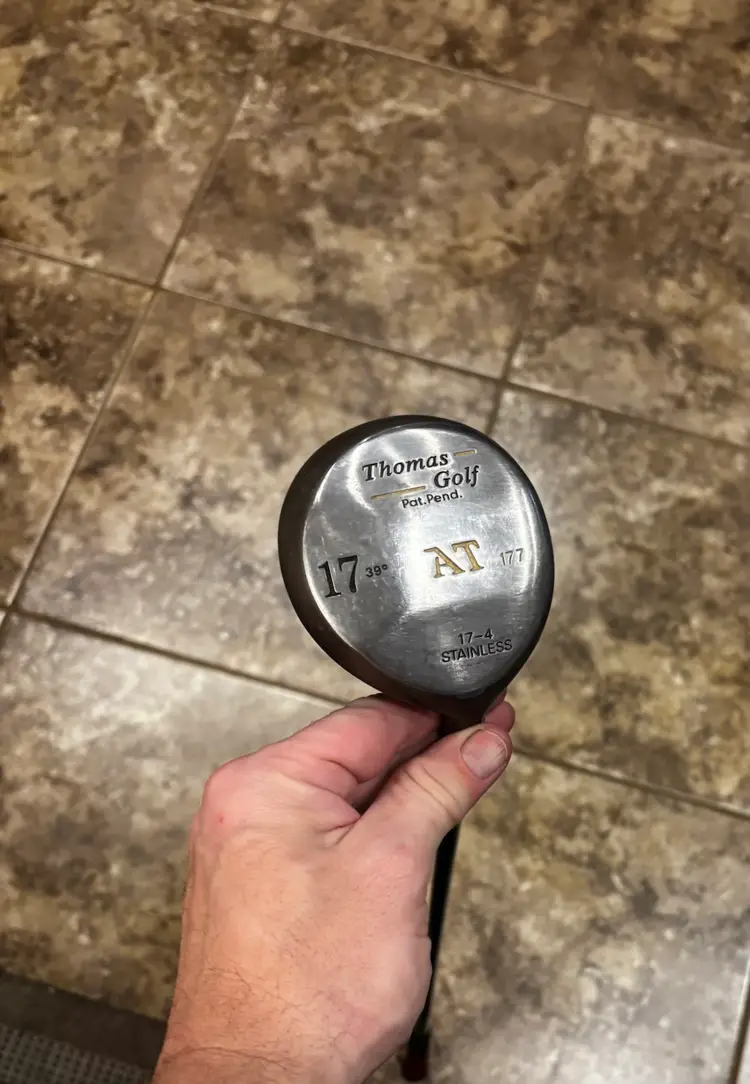 Thomas
Golf
Pat.Pend.
17 39° AT 177
17-4
STAINLESS